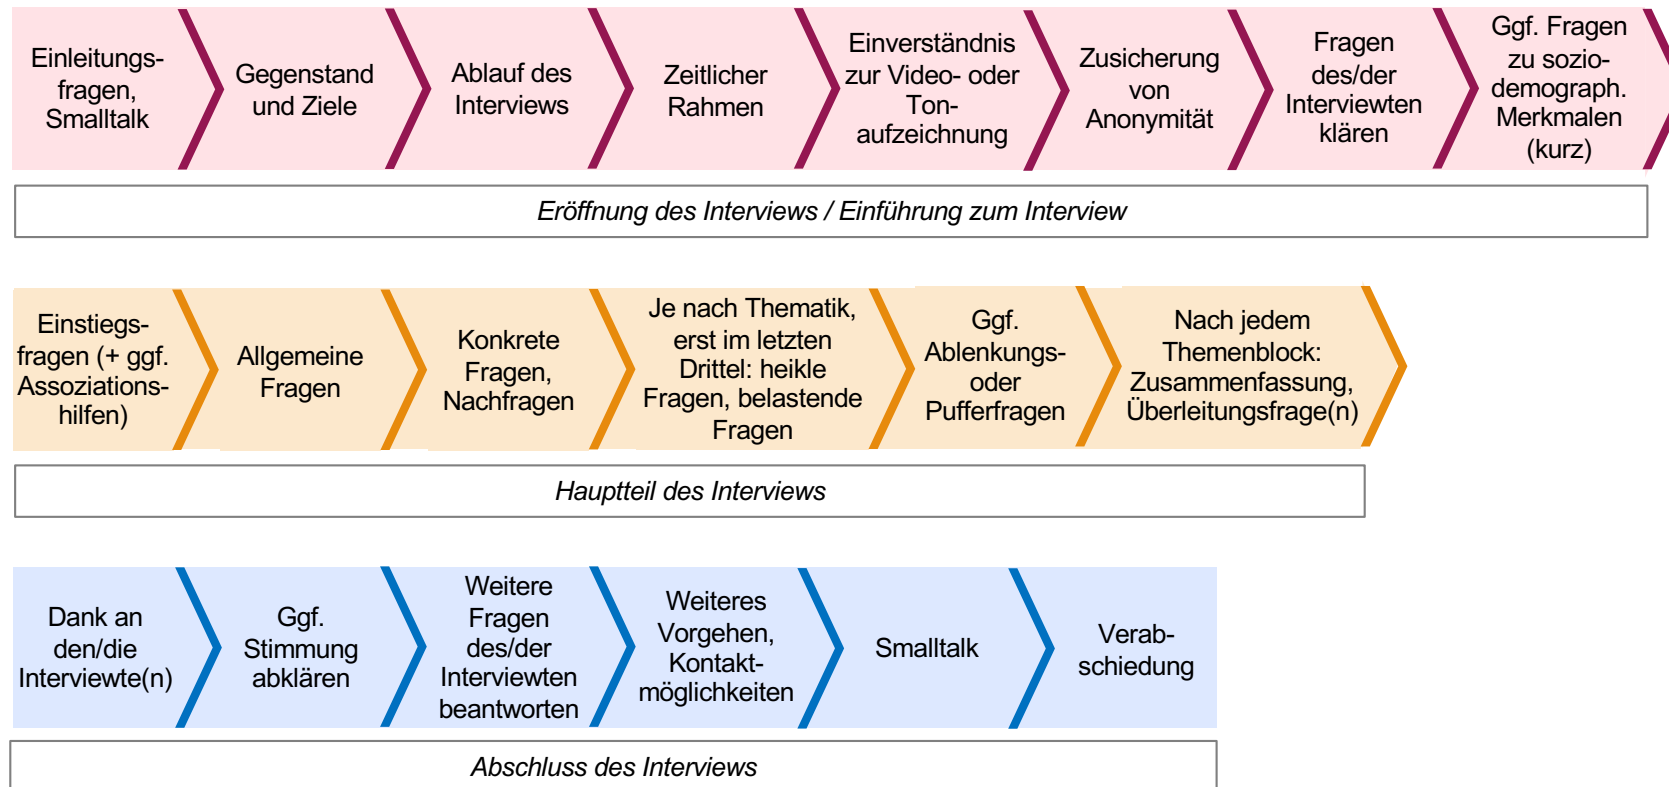 Einleitungs-
fragen,
Smalltalk
Gegenstand
und Ziele
Ablauf des
Interviews
Zeitlicher
Rahmen
Einverständnis
zur Video- oder
Ton-
aufzeichnung
Zusicherung
von
Anonymität
Fragen
des/der
Interviewten
klären
Ggf. Fragen
zu sozio-
demograph.
Merkmalen
(kurz)
Eröffnung des Interviews / Einführung zum Interview
Einstiegs-
fragen (+ ggf.
Assoziations-
hilfen)
Allgemeine
Fragen
Konkrete
Fragen,
Nachfragen
Je nach Thematik,
erst im letzten
Drittel: heikle
Fragen, belastende
Fragen
Ggf.
Ablenkungs-
oder
Pufferfragen
Nach jedem
Themenblock:
Zusammenfassung,
Überleitungsfrage(n)
Hauptteil des Interviews
Dank an
den/die
Interviewte(n)
Ggf.
Stimmung
abklären
Weitere
Fragen
des/der
Interviewten
beantworten
Weiteres
Vorgehen,
Kontakt-
möglichkeiten
Smalltalk
Verab-
schiedung
Abschluss des Interviews